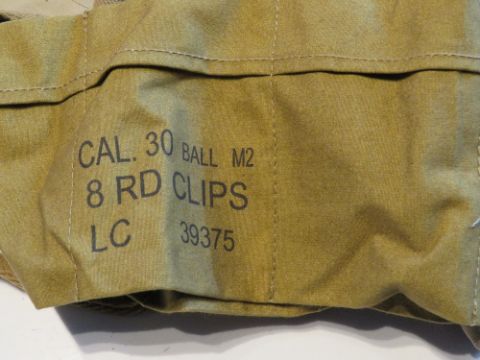 CAL. 30 BALL M2
8 RD CLIPS
LC 39375